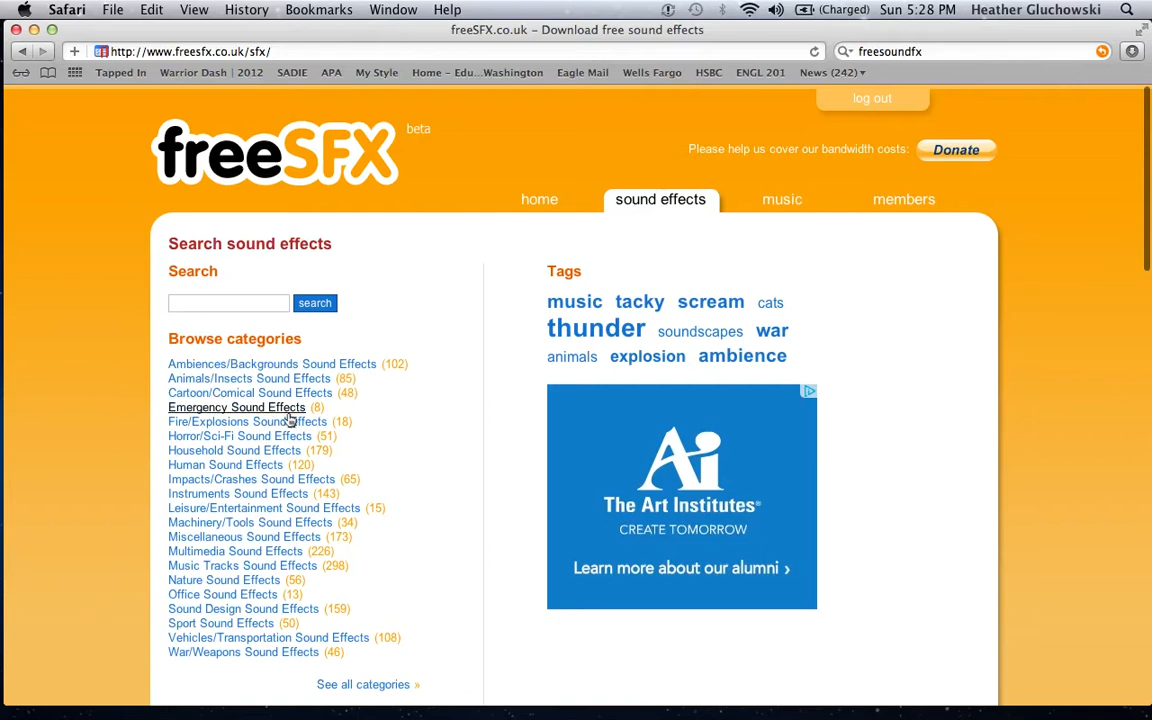 Safari File Edit View History Bookmarks Window Help (Charged) Sun 5:28 PM Heather Gluchowski
freeSFX.co.uk – Download free sound effects
http://www.freesfx.co.uk/sfx/ freesoundfx
Tapped In Warrior Dash | 2012 SADIE APA My Style Home – Edu...Washington Eagle Mail Wells Fargo HSBC ENGL 201 News (242)
log out
freeSFX beta
Please help us cover our bandwidth costs: Donate
home sound effects music members
Search sound effects
Search
search
Browse categories
Ambiences/Backgrounds Sound Effects (102)
Animals/Insects Sound Effects (85)
Cartoon/Comical Sound Effects (48)
Emergency Sound Effects (8)
Fire/Explosions Sound Effects (18)
Horror/Sci-Fi Sound Effects (51)
Household Sound Effects (179)
Human Sound Effects (120)
Impacts/Crashes Sound Effects (65)
Instruments Sound Effects (143)
Leisure/Entertainment Sound Effects (15)
Machinery/Tools Sound Effects (34)
Miscellaneous Sound Effects (173)
Multimedia Sound Effects (226)
Music Tracks Sound Effects (298)
Nature Sound Effects (56)
Office Sound Effects (13)
Sound Design Sound Effects (159)
Sport Sound Effects (50)
Vehicles/Transportation Sound Effects (108)
War/Weapons Sound Effects (46)
See all categories »
Tags
music tacky scream cats
thunder soundscapes war
animals explosion ambience
Ai
The Art Institutes®
CREATE TOMORROW
Learn more about our alumni ›